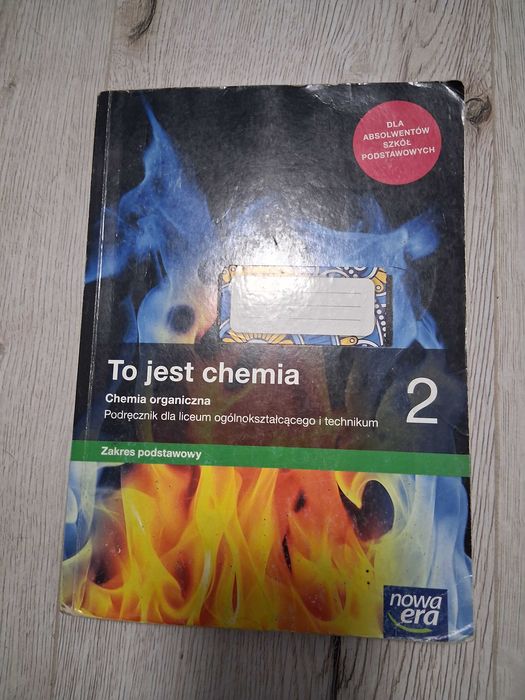 DLA
ABSOLWENTÓW
SZKÓŁ
PODSTAWOWYCH
To jest chemia
Chemia organiczna
Podręcznik dla liceum ogólnokształcącego i technikum
2
Zakres podstawowy
nowa
era